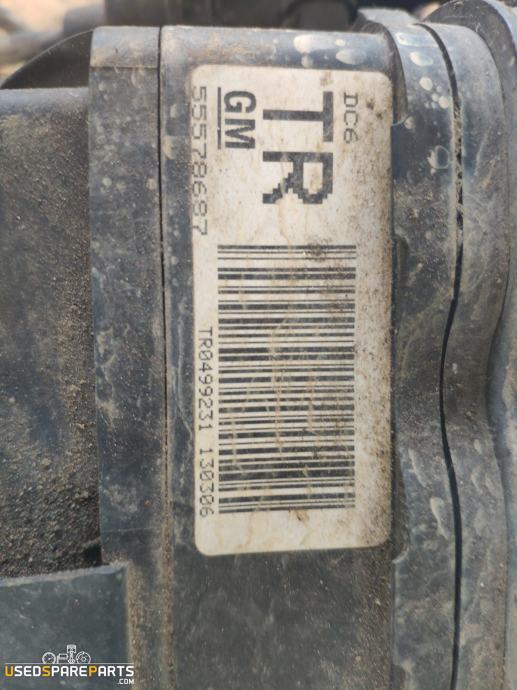 DC6
TR
GM
55578687
TR0499231 130306
USEDSPAREPARTS
.COM